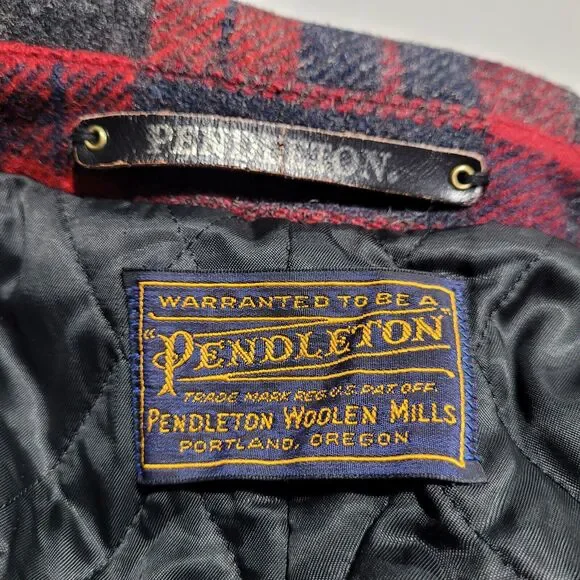 PENDLETON.
WARRANTED TO BE A
"PENDLETON"
TRADE MARK REG. U.S. PAT. OFF.
PENDLETON WOOLEN MILLS
PORTLAND, OREGON